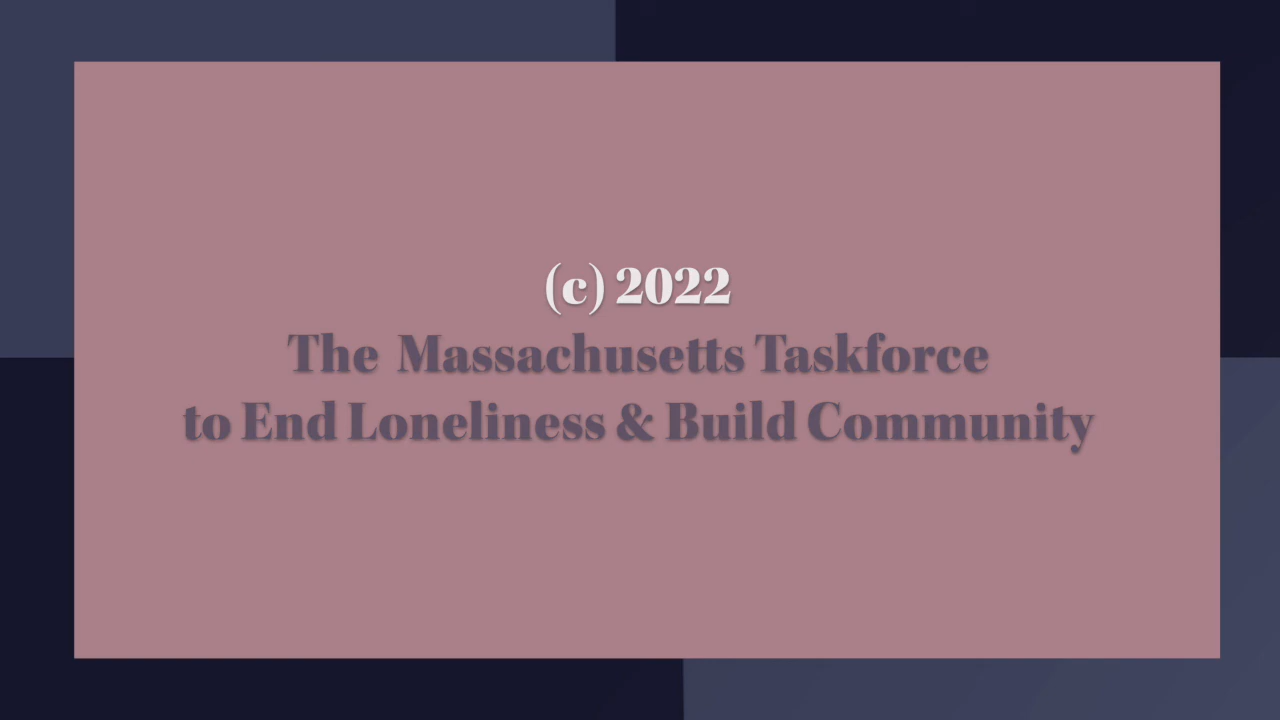 (c) 2022
The Massachusetts Taskforce
to End Loneliness & Build Community